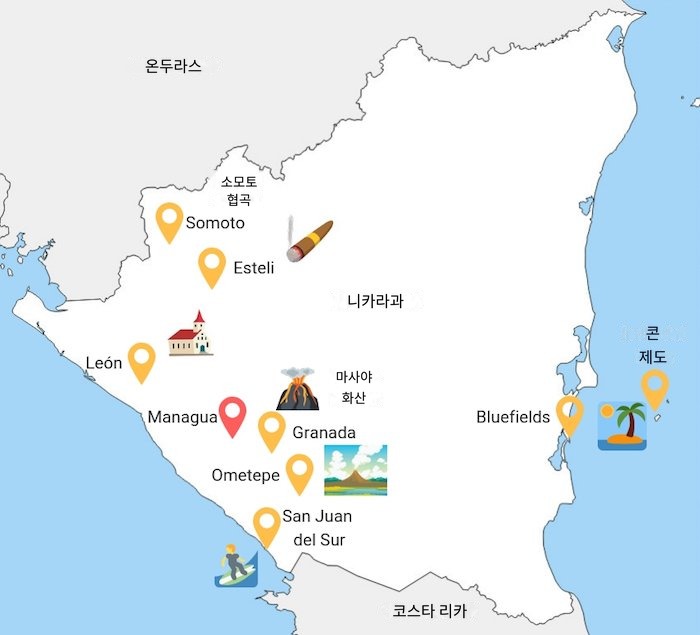 온두라스
소모토
협곡
Somoto
Esteli
니카라과
콘
제도
León
마사야
화산
Managua
Granada
Bluefields
Ometepe
San Juan
del Sur
코스타 리카